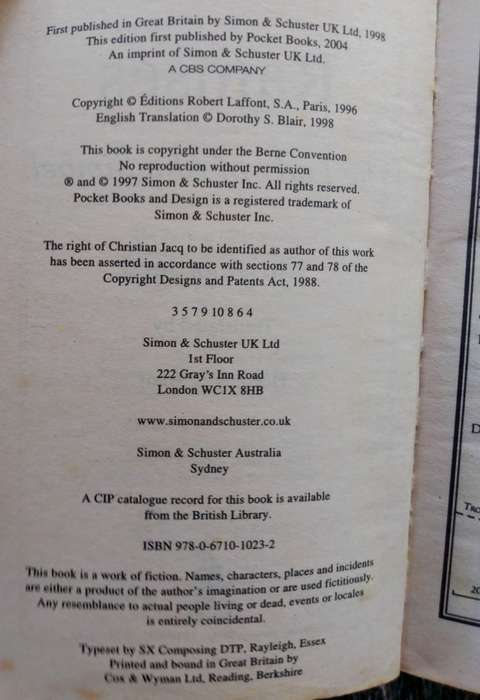 First published in Great Britain by Simon & Schuster UK Ltd, 1998
This edition first published by Pocket Books, 2004
An imprint of Simon & Schuster UK Ltd.
A CBS COMPANY
Copyright © Éditions Robert Laffont, S.A., Paris, 1996
English Translation © Dorothy S. Blair, 1998
This book is copyright under the Berne Convention
No reproduction without permission
® and © 1997 Simon & Schuster Inc. All rights reserved.
Pocket Books and Design is a registered trademark of
Simon & Schuster Inc.
The right of Christian Jacq to be identified as author of this work
has been asserted in accordance with sections 77 and 78 of the
Copyright Designs and Patents Act, 1988.
3 5 7 9 10 8 6 4
Simon & Schuster UK Ltd
1st Floor
222 Gray's Inn Road
London WC1X 8HB
www.simonandschuster.co.uk
Simon & Schuster Australia
Sydney
A CIP catalogue record for this book is available
from the British Library.
ISBN 978-0-6710-1023-2
This book is a work of fiction. Names, characters, places and incidents
are either a product of the author's imagination or are used fictitiously.
Any resemblance to actual people living or dead, events or locales
is entirely coincidental.
Typeset by SX Composing DTP, Rayleigh, Essex
Printed and bound in Great Britain by
Cox & Wyman Ltd, Reading, Berkshire